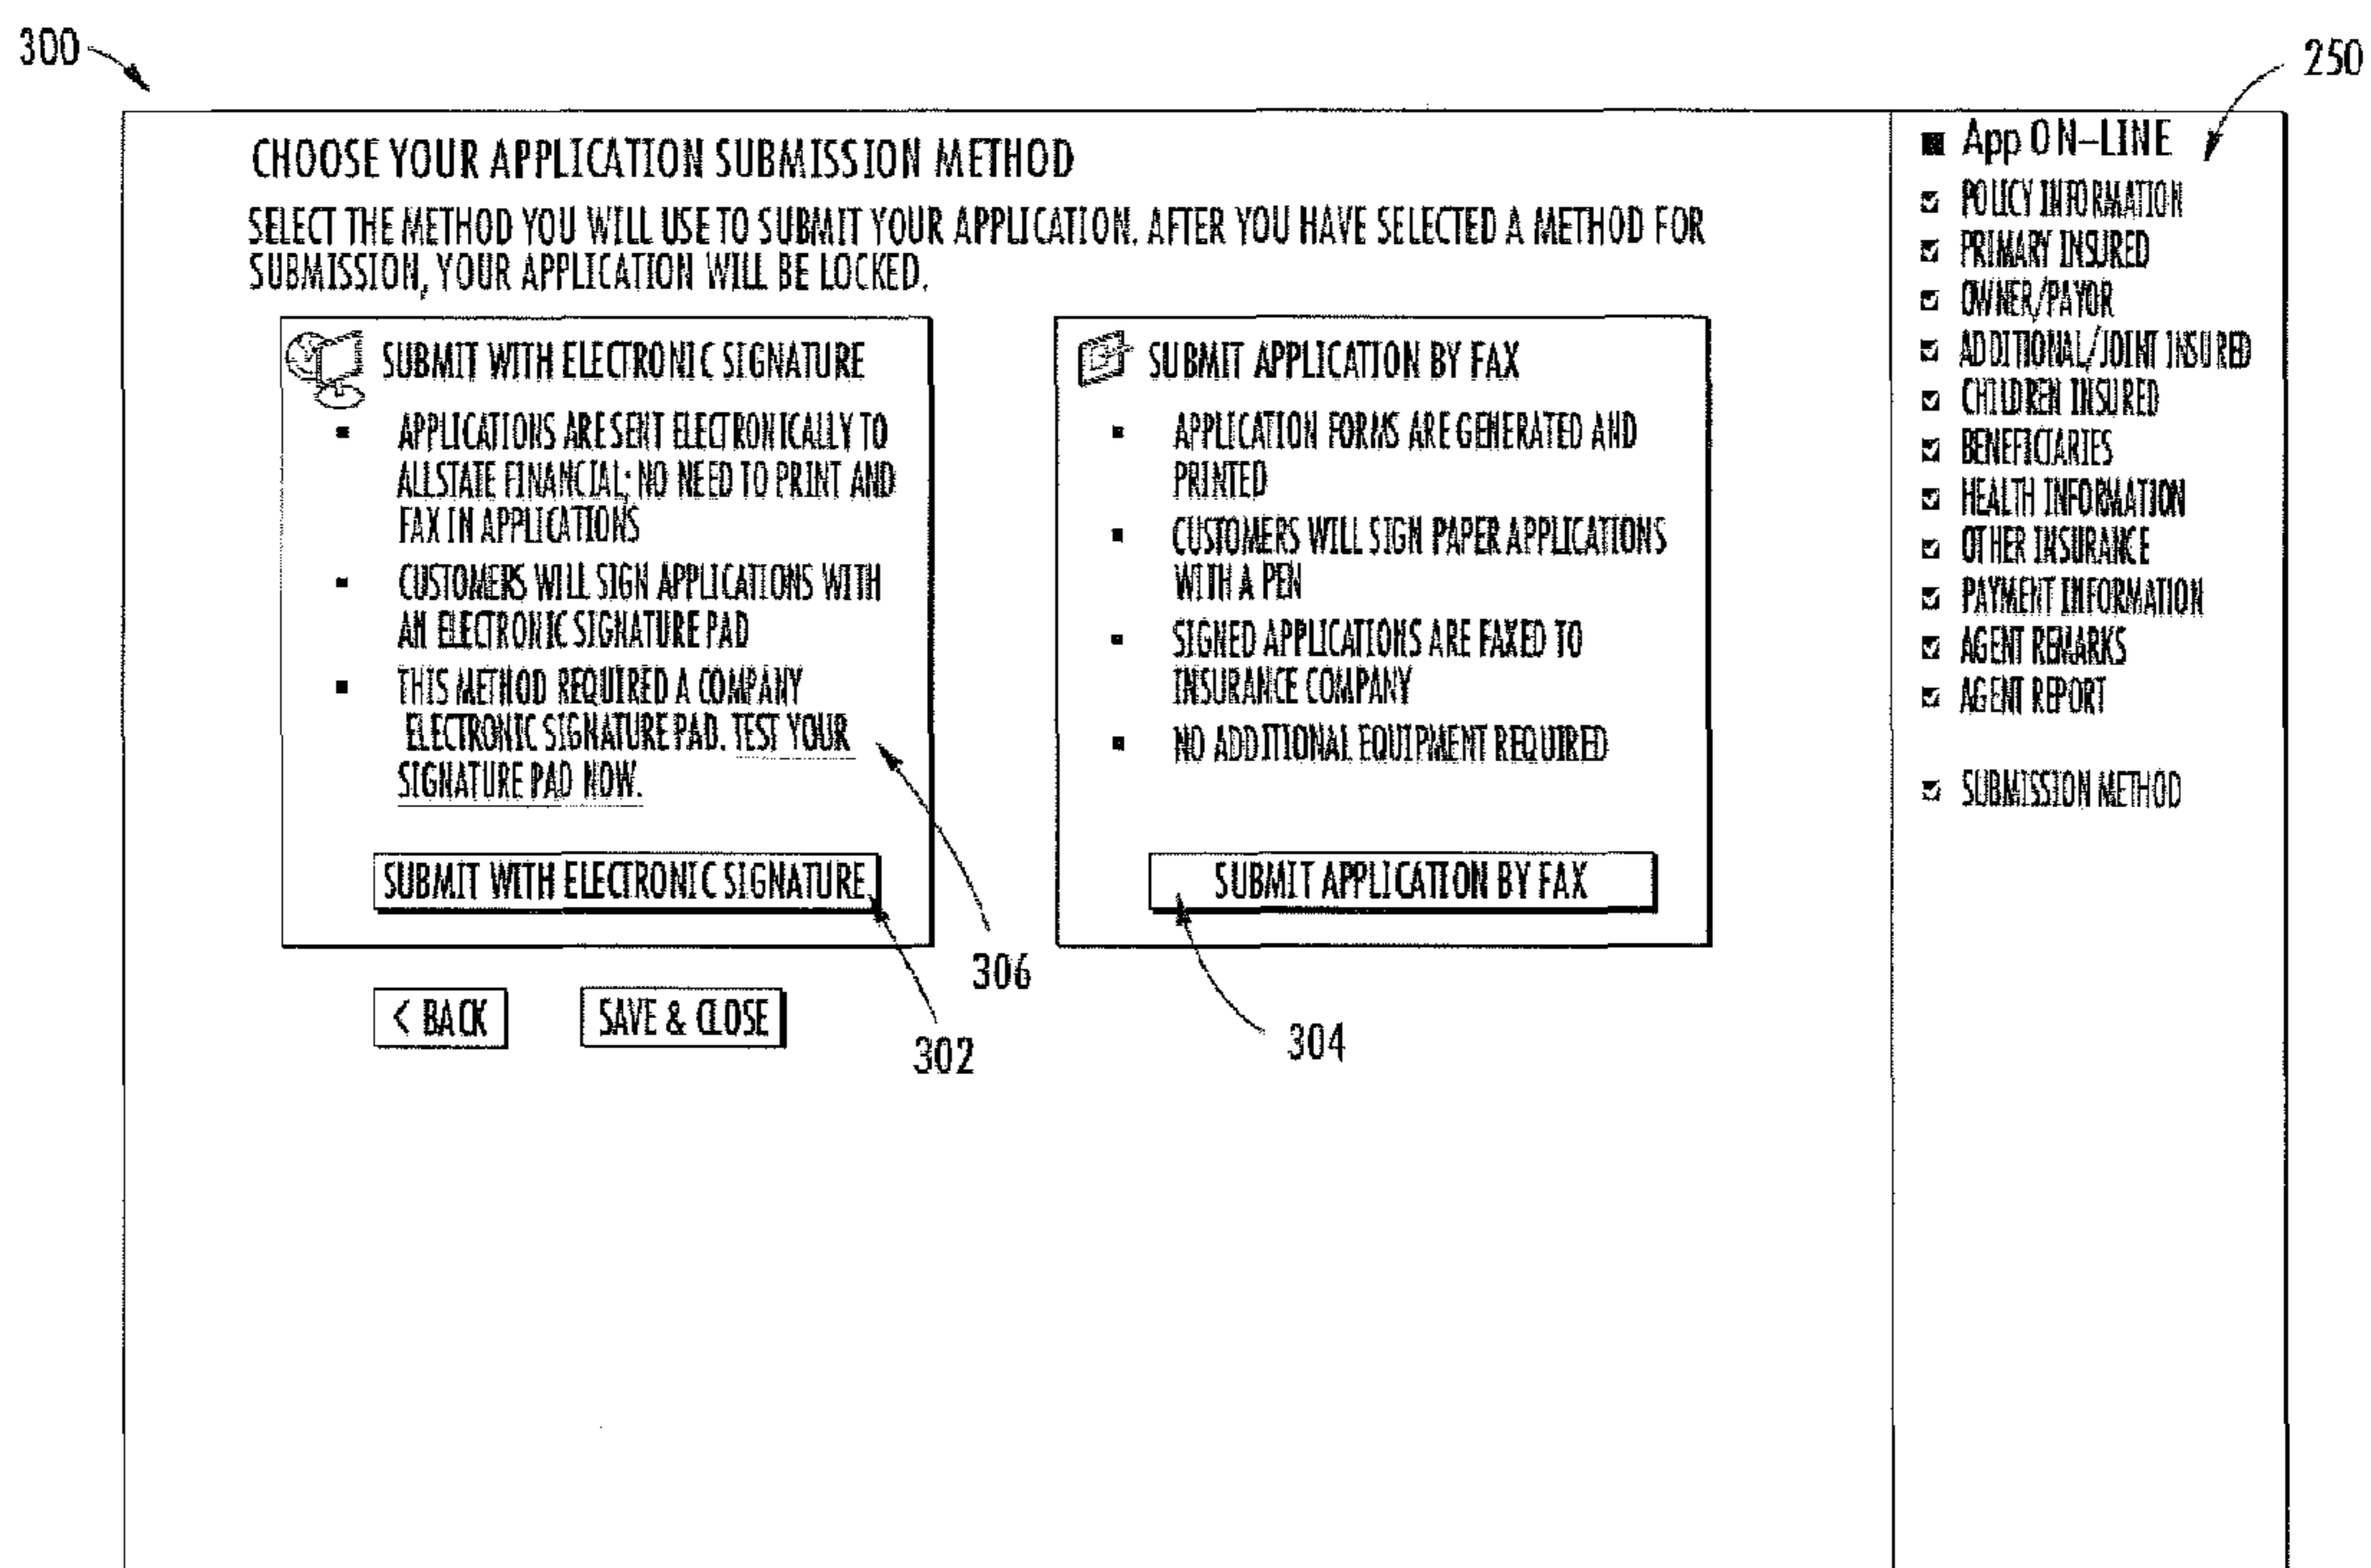 300
250
CHOOSE YOUR APPLICATION SUBMISSION METHOD
SELECT THE METHOD YOU WILL USE TO SUBMIT YOUR APPLICATION. AFTER YOU HAVE SELECTED A METHOD FOR
SUBMISSION, YOUR APPLICATION WILL BE LOCKED.
SUBMIT WITH ELECTRONIC SIGNATURE
APPLICATIONS ARE SENT ELECTRONICALLY TO
ALLSTATE FINANCIAL; NO NEED TO PRINT AND
FAX IN APPLICATIONS
CUSTOMERS WILL SIGN APPLICATIONS WITH
AN ELECTRONIC SIGNATURE PAD
THIS METHOD REQUIRED A COMPANY
ELECTRONIC SIGNATURE PAD. TEST YOUR
SIGNATURE PAD NOW.
SUBMIT WITH ELECTRONIC SIGNATURE
306
302
SUBMIT APPLICATION BY FAX
APPLICATION FORMS ARE GENERATED AND
PRINTED
CUSTOMERS WILL SIGN PAPER APPLICATIONS
WITH A PEN
SIGNED APPLICATIONS ARE FAXED TO
INSURANCE COMPANY
NO ADDITIONAL EQUIPMENT REQUIRED
SUBMIT APPLICATION BY FAX
304
< BACK
SAVE & CLOSE
App ON-LINE
POLICY INFORMATION
PRIMARY INSURED
OWNER/PAYOR
ADDITIONAL/JOINT INSURED
CHILDREN INSURED
BENEFICIARIES
HEALTH INFORMATION
OTHER INSURANCE
PAYMENT INFORMATION
AGENT REMARKS
AGENT REPORT
SUBMISSION METHOD